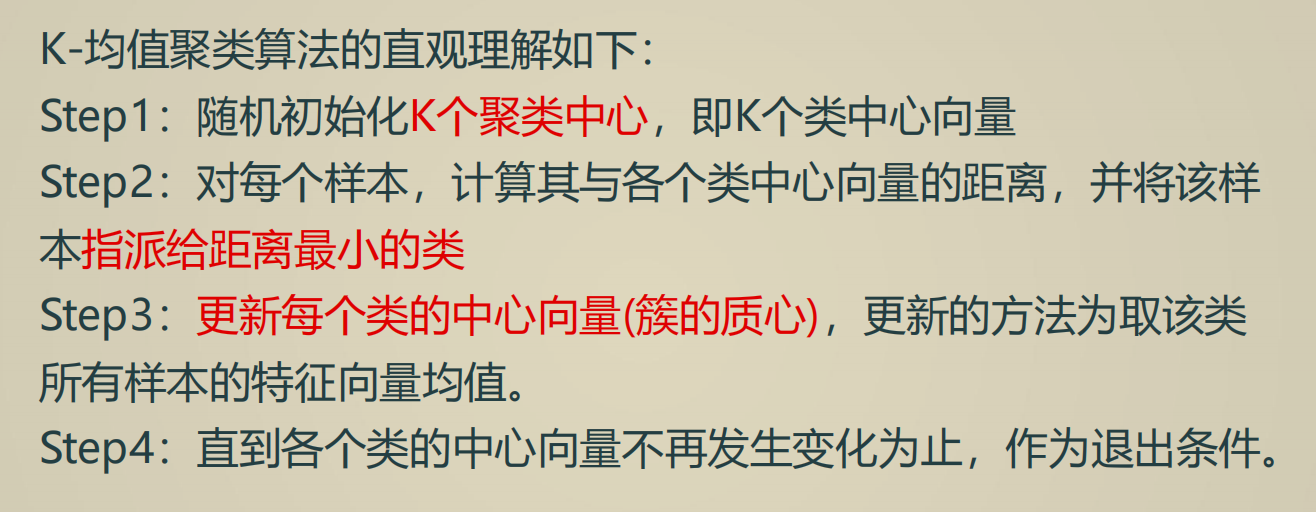 K-均值聚类算法的直观理解如下：
Step1：随机初始化K个聚类中心，即K个类中心向量
Step2：对每个样本，计算其与各个类中心向量的距离，并将该样
本指派给距离最小的类
Step3：更新每个类的中心向量(簇的质心)，更新的方法为取该类
所有样本的特征向量均值。
Step4：直到各个类的中心向量不再发生变化为止，作为退出条件。